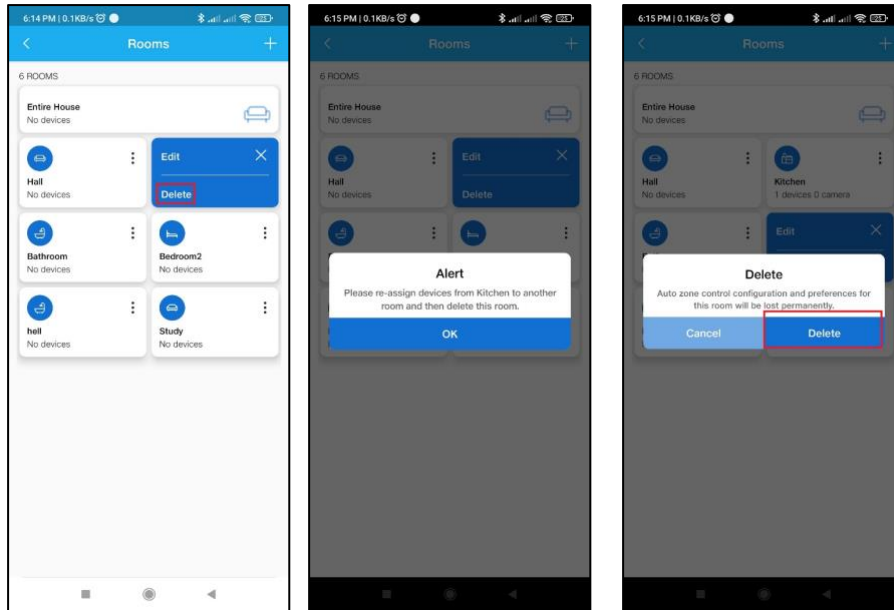 6:14 PM | 0.1KB/s
Rooms
6 ROOMS
Entire House
No devices
Hall
No devices
Edit
Delete
Bathroom
No devices
Bedroom2
No devices
hell
No devices
Study
No devices
6:15 PM | 0.1KB/s
Rooms
6 ROOMS
Entire House
No devices
Hall
No devices
Edit
Delete
Alert
Please re-assign devices from Kitchen to another
room and then delete this room.
OK
6:15 PM | 0.1KB/s
Rooms
6 ROOMS
Entire House
No devices
Hall
No devices
Kitchen
1 devices 0 camera
Edit
Delete
Auto zone control configuration and preferences for
this room will be lost permanently.
Cancel
Delete